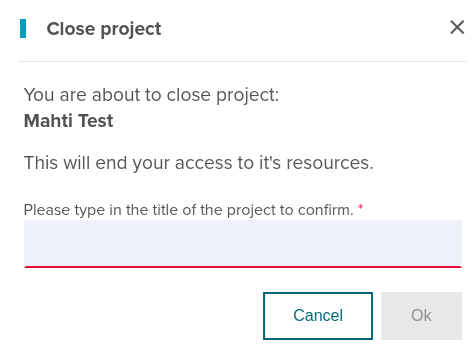 Close project
You are about to close project:
Mahti Test
This will end your access to it's resources.
Please type in the title of the project to confirm. *
Cancel
Ok